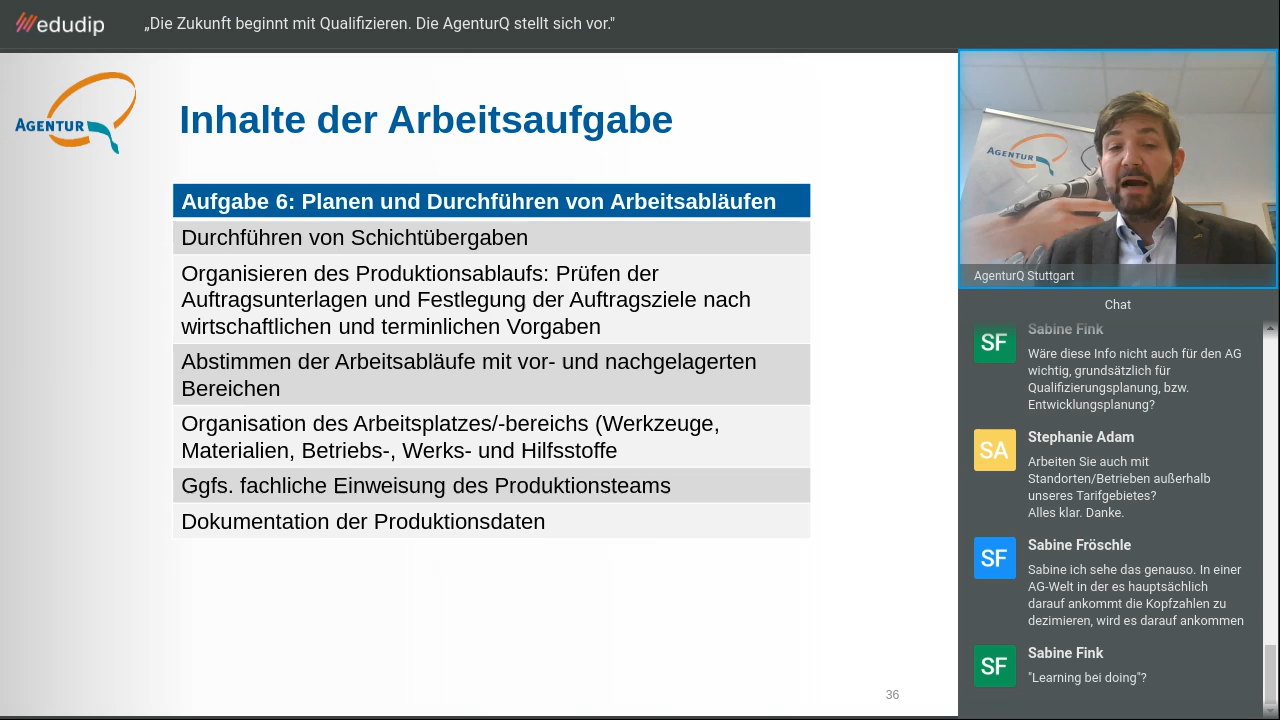 edudip
„Die Zukunft beginnt mit Qualifizieren. Die AgenturQ stellt sich vor."
AGENTUR
Inhalte der Arbeitsaufgabe
Aufgabe 6: Planen und Durchführen von Arbeitsabläufen
Durchführen von Schichtübergaben
Organisieren des Produktionsablaufs: Prüfen der
Auftragsunterlagen und Festlegung der Auftragsziele nach
wirtschaftlichen und terminlichen Vorgaben
Abstimmen der Arbeitsabläufe mit vor- und nachgelagerten
Bereichen
Organisation des Arbeitsplatzes/-bereichs (Werkzeuge,
Materialien, Betriebs-, Werks- und Hilfsstoffe
Ggfs. fachliche Einweisung des Produktionsteams
Dokumentation der Produktionsdaten
36
AGENTUR
AgenturQ Stuttgart
Chat
SF
Sabine Fink
Wäre diese Info nicht auch für den AG
wichtig, grundsätzlich für
Qualifizierungsplanung, bzw.
Entwicklungsplanung?
SA
Stephanie Adam
Arbeiten Sie auch mit
Standorten/Betrieben außerhalb
unseres Tarifgebietes?
Alles klar. Danke.
SF
Sabine Fröschle
Sabine ich sehe das genauso. In einer
AG-Welt in der es hauptsächlich
darauf ankommt die Kopfzahlen zu
dezimieren, wird es darauf ankommen
SF
Sabine Fink
"Learning bei doing"?